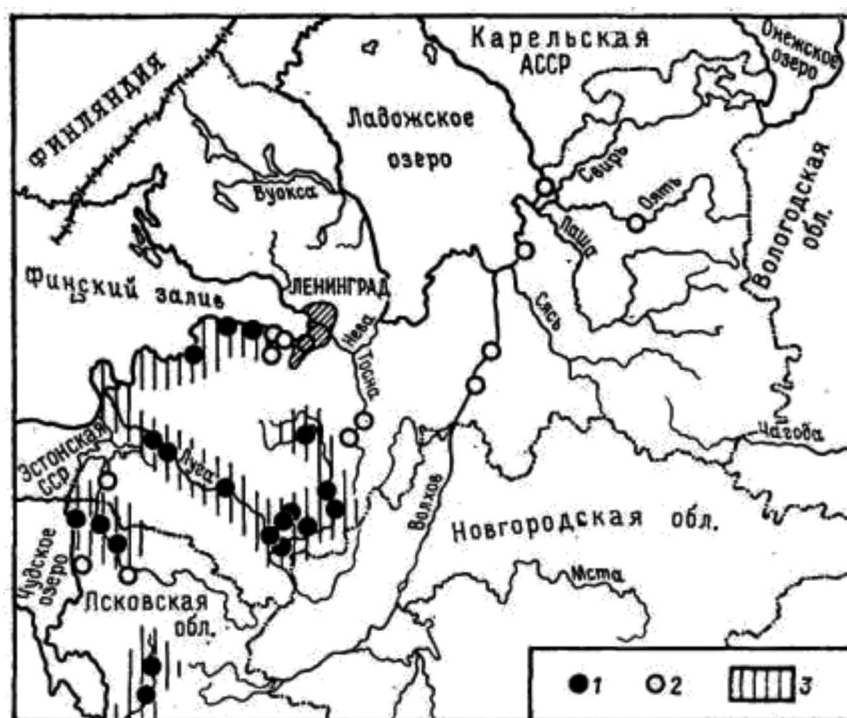 Карельская
АССР
Онежское
озеро
ФИНЛЯНДИЯ
Ладожское
озеро
Свирь
Оять
Вуокса
Паша
Вологодская
обл.
Финский залив
ЛЕНИНГРАД
Нева
Сясь
Тосна
Чагода
Эстонская
ССР
Луга
Волхов
Новгородская обл.
Чудское
озеро
Псковская
обл.
Мста
1 2 3